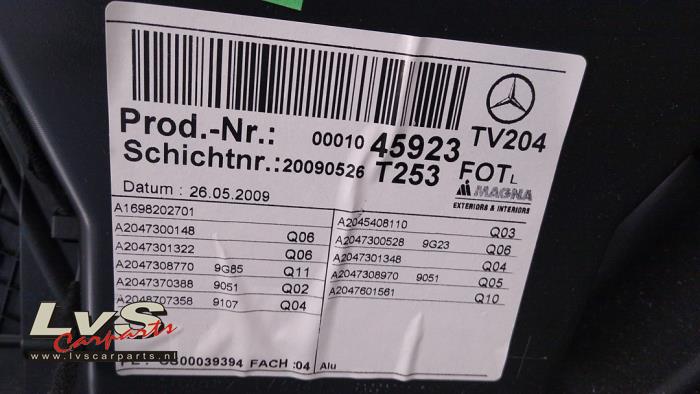 TV204
Prod.-Nr.: 00010 45923
Schichtnr.: 20090526 T253 FOTL
MAGNA
EXTERIORS & INTERIORS
Datum : 26.05.2009
A1698202701
A2047300148 Q06
A2047301322 Q06
A2047308770 9G85 Q11
A2047370388 9051 Q02
A2048707358 9107 Q04
A2045408110 Q03
A2047300528 9G23 Q06
A2047301348 Q04
A2047308970 9051 Q05
A2047601561 Q10
00039394 FACH :04 Alu
LvS
Carparts
www.lvscarparts.nl